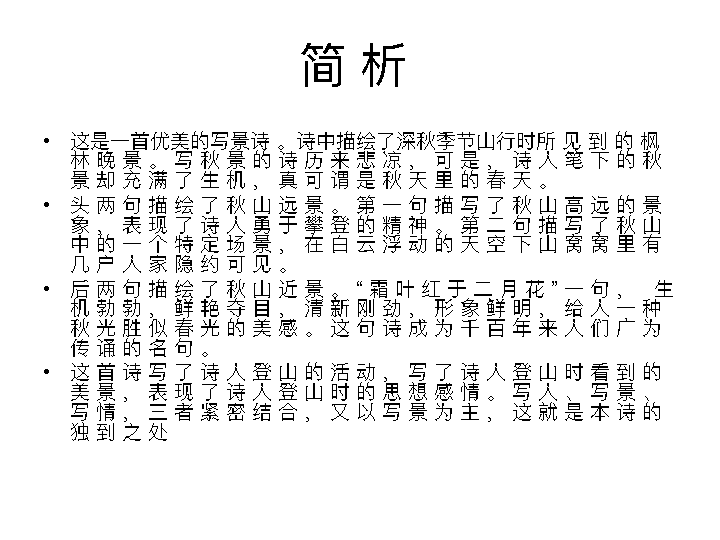 简 析
• 这是一首优美的写景诗。诗中描绘了深秋季节山行时所 见 到 的 枫
林 晚 景 。 写 秋 景 的 诗 历 来 悲 凉 ， 可 是 ， 诗 人 笔 下 的 秋
景 却 充 满 了 生 机 ， 真 可 谓 是 秋 天 里 的 春 天 。
• 头 两 句 描 绘 了 秋 山 远 景 。 第 一 句 描 写 了 秋 山 高 远 的 景
象 ， 表 现 了 诗 人 勇 于 攀 登 的 精 神 。 第 二 句 描 写 了 秋 山
中 的 一 个 特 定 场 景 ， 在 白 云 浮 动 的 天 空 下 山 窝 窝 里 有
几 户 人 家 隐 约 可 见 。
• 后 两 句 描 绘 了 秋 山 近 景 。 “ 霜 叶 红 于 二 月 花 ” 一 句 ， 生
机 勃 勃 ， 鲜 艳 夺 目 ， 清 新 刚 劲 ， 形 象 鲜 明 ， 给 人 一 种
秋 光 胜 似 春 光 的 美 感 。 这 句 诗 成 为 千 百 年 来 人 们 广 为
传 诵 的 名 句 。
• 这 首 诗 写 了 诗 人 登 山 的 活 动 ， 写 了 诗 人 登 山 时 看 到 的
美 景 ， 表 现 了 诗 人 登 山 时 的 思 想 感 情 。 写 人 、 写 景 、
写 情 ， 三 者 紧 密 结 合 ， 又 以 写 景 为 主 ， 这 就 是 本 诗 的
独 到 之 处